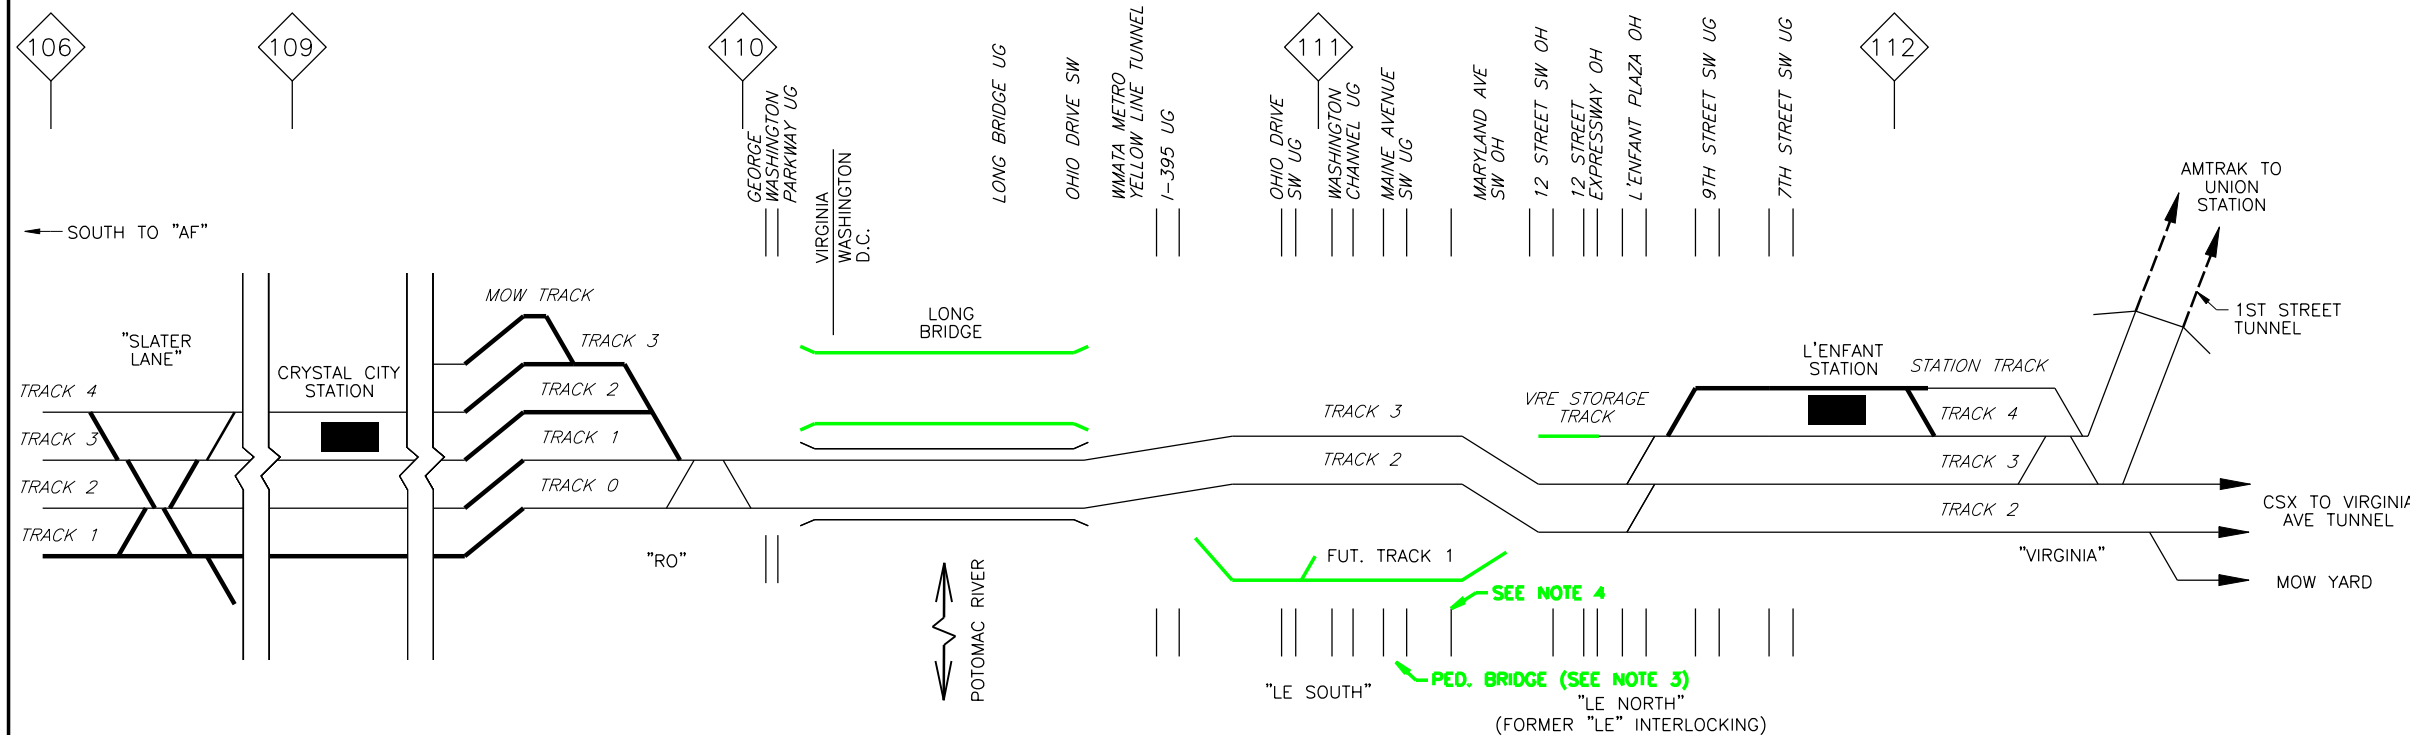 106
109
110
111
112
GEORGE
WASHINGTON
PARKWAY UG
VIRGINIA
WASHINGTON
D.C.
LONG BRIDGE UG
OHIO DRIVE SW
WMATA METRO
YELLOW LINE TUNNEL
I-395 UG
OHIO DRIVE
SW UG
WASHINGTON
CHANNEL UG
MAINE AVENUE
SW UG
MARYLAND AVE
SW OH
12 STREET SW OH
12 STREET
EXPRESSWAY OH
L'ENFANT PLAZA OH
9TH STREET SW UG
7TH STREET SW UG
AMTRAK TO
UNION
STATION
SOUTH TO "AF"
1ST STREET
TUNNEL
MOW TRACK
LONG
BRIDGE
"SLATER
LANE"
TRACK 3
L'ENFANT
STATION
STATION TRACK
CRYSTAL CITY
STATION
TRACK 4
TRACK 2
VRE STORAGE
TRACK
TRACK 3
TRACK 4
TRACK 3
TRACK 1
TRACK 2
TRACK 3
TRACK 2
TRACK 0
TRACK 2
CSX TO VIRGINIA
AVE TUNNEL
TRACK 1
"RO"
FUT. TRACK 1
"VIRGINIA"
MOW YARD
SEE NOTE 4
POTOMAC RIVER
PED. BRIDGE (SEE NOTE 3)
"LE SOUTH"
"LE NORTH"
(FORMER "LE" INTERLOCKING)